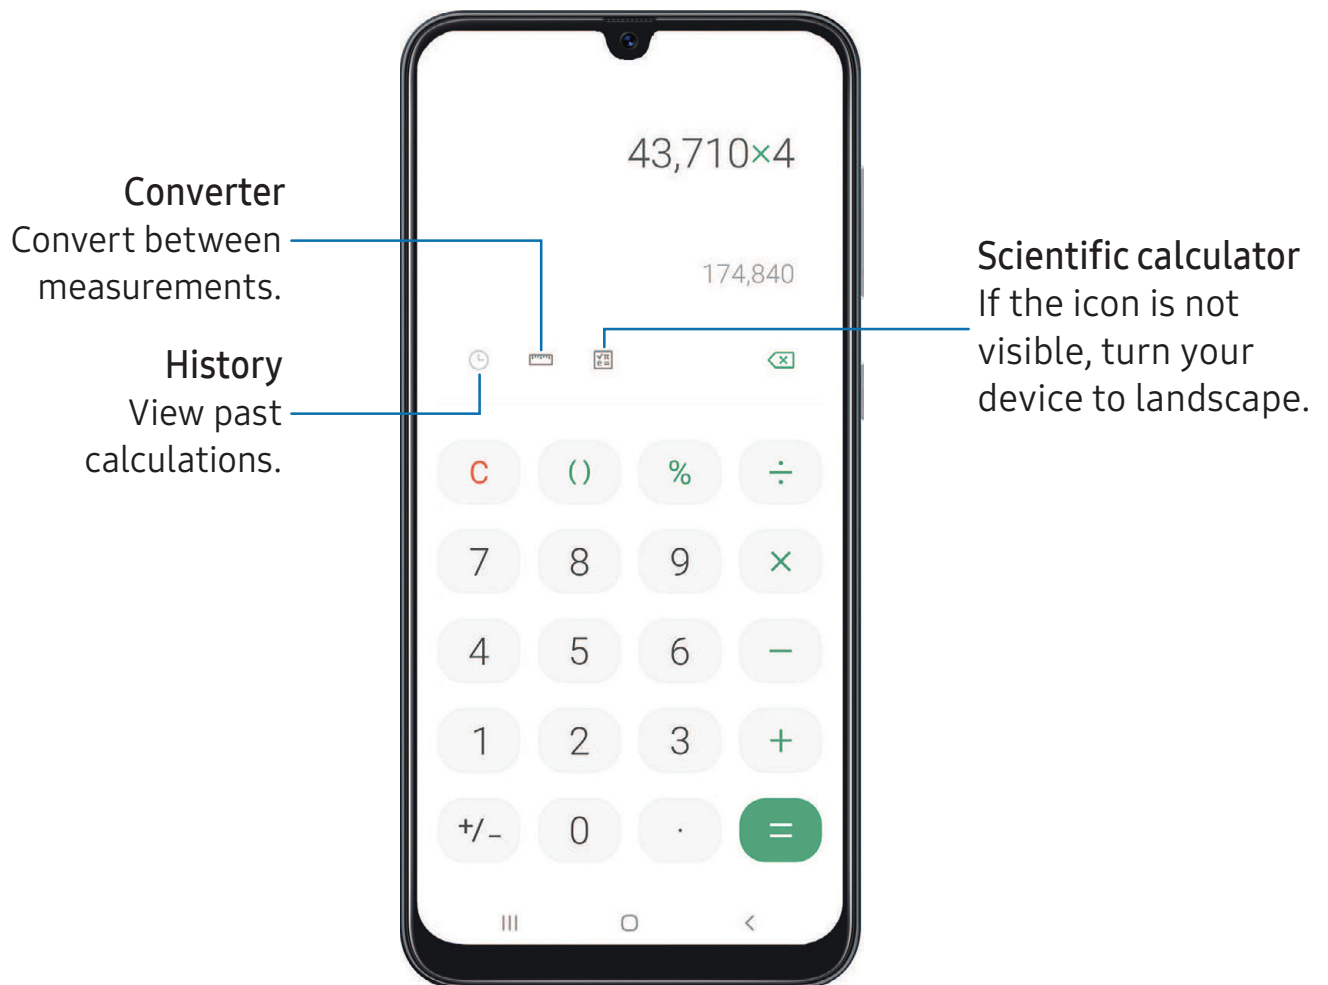 43,710×4
Converter
Convert between
measurements.
174,840
Scientific calculator
If the icon is not
visible, turn your
device to landscape.
History
View past
calculations.
√π
e=
C
()
%
÷
7
8
9
×
4
5
6
−
1
2
3
+
+/−
0
.
=